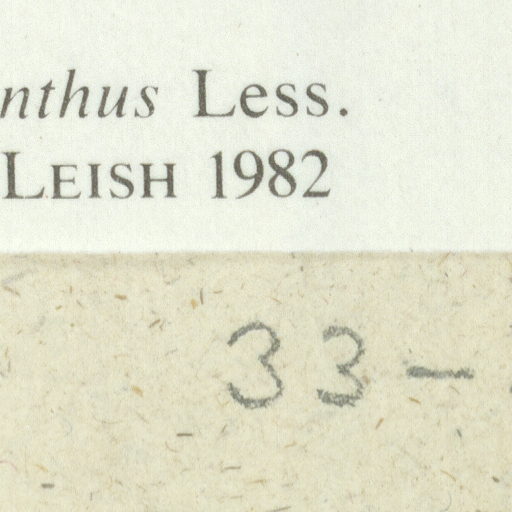 nthus Less.
LEISH 1982
33-